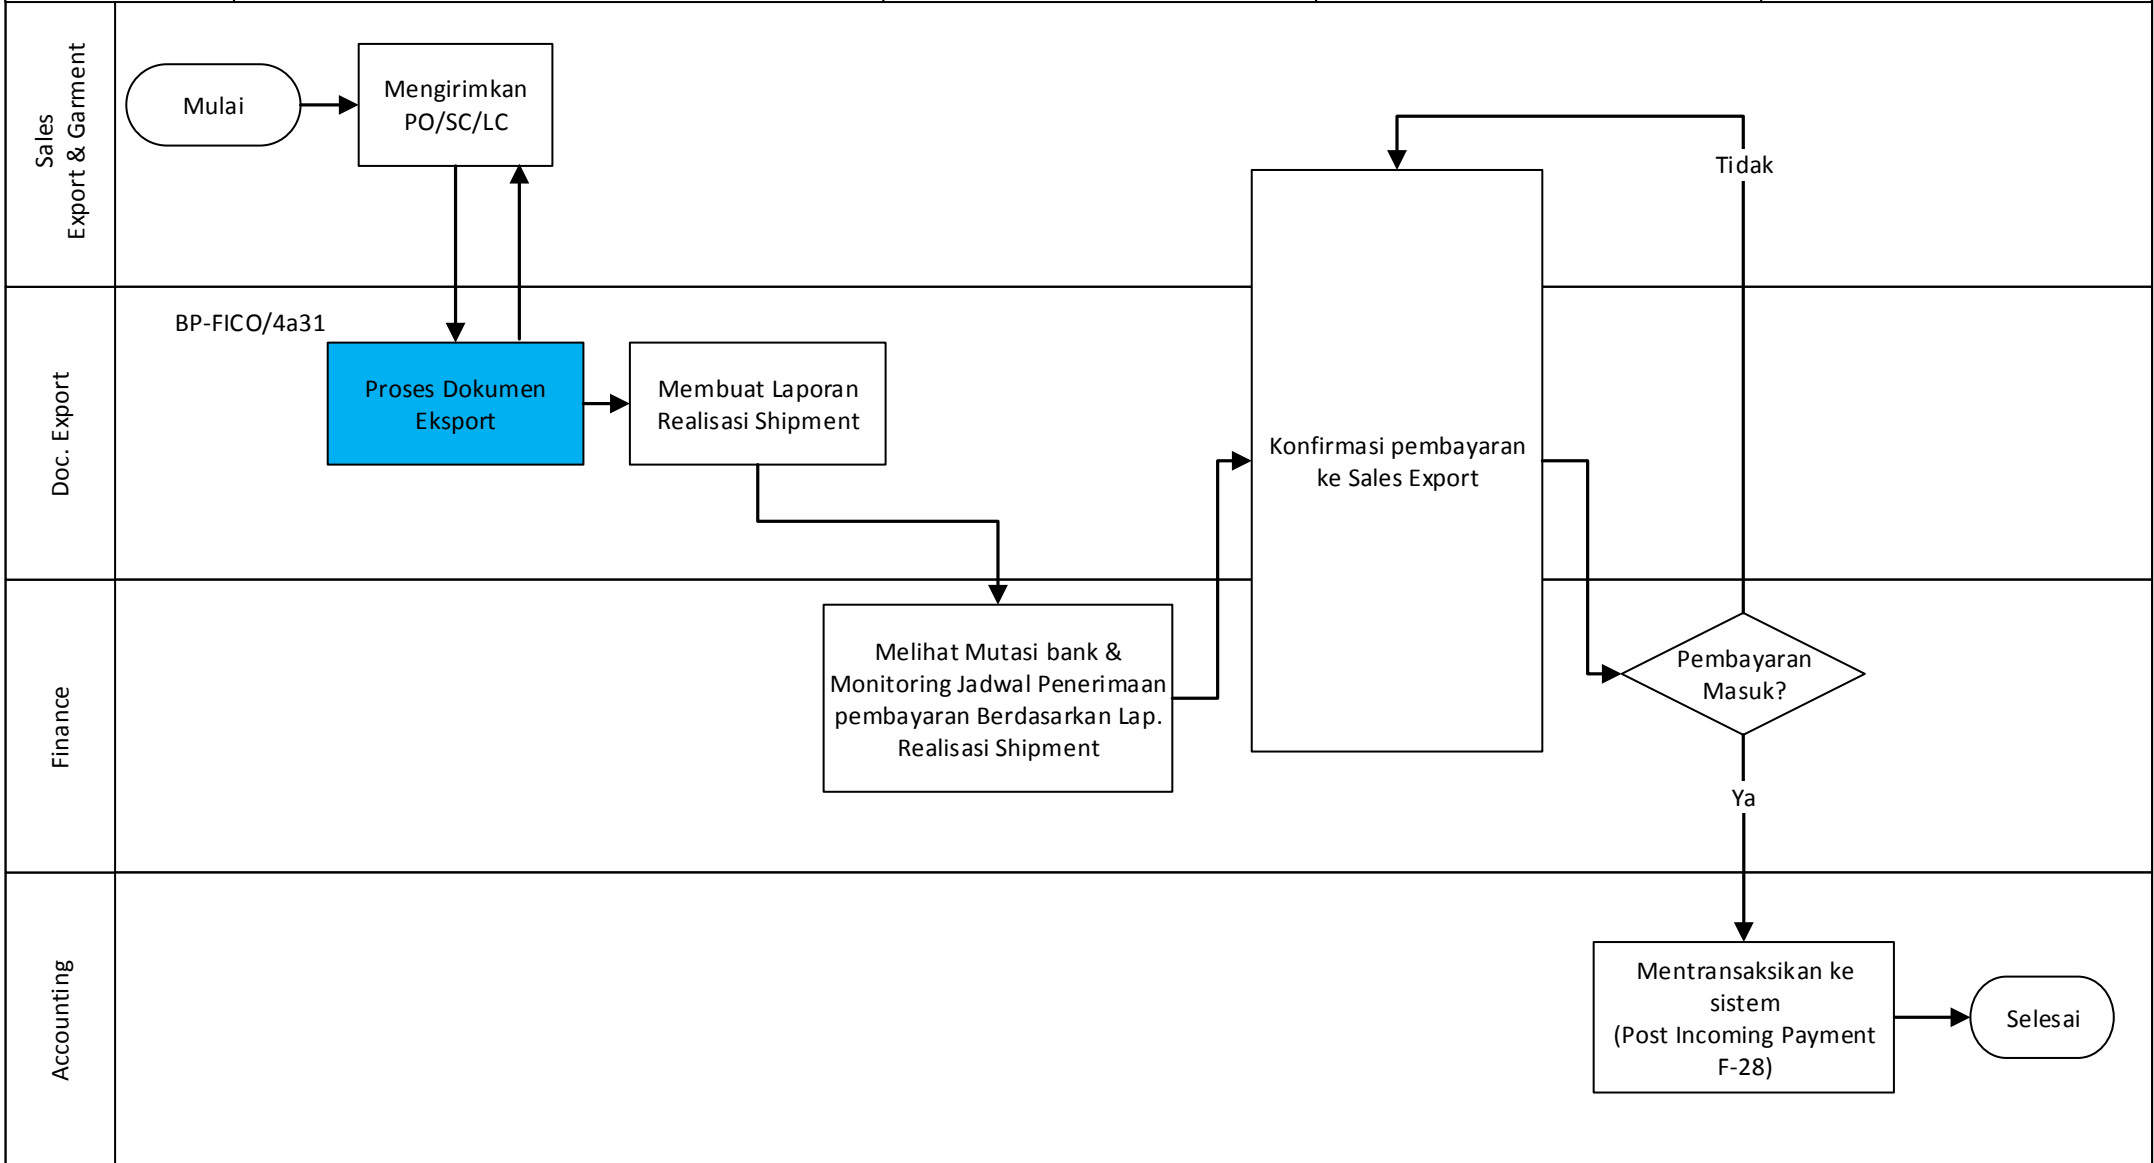 Sales
Export & Garment
Mulai
Mengirimkan
PO/SC/LC
Tidak
Doc. Export
BP-FICO/4a31
Proses Dokumen
Eksport
Membuat Laporan
Realisasi Shipment
Konfirmasi pembayaran
ke Sales Export
Finance
Melihat Mutasi bank &
Monitoring Jadwal Penerimaan
pembayaran Berdasarkan Lap.
Realisasi Shipment
Pembayaran
Masuk?
Ya
Accounting
Mentransaksikan ke
sistem
(Post Incoming Payment
F-28)
Selesai